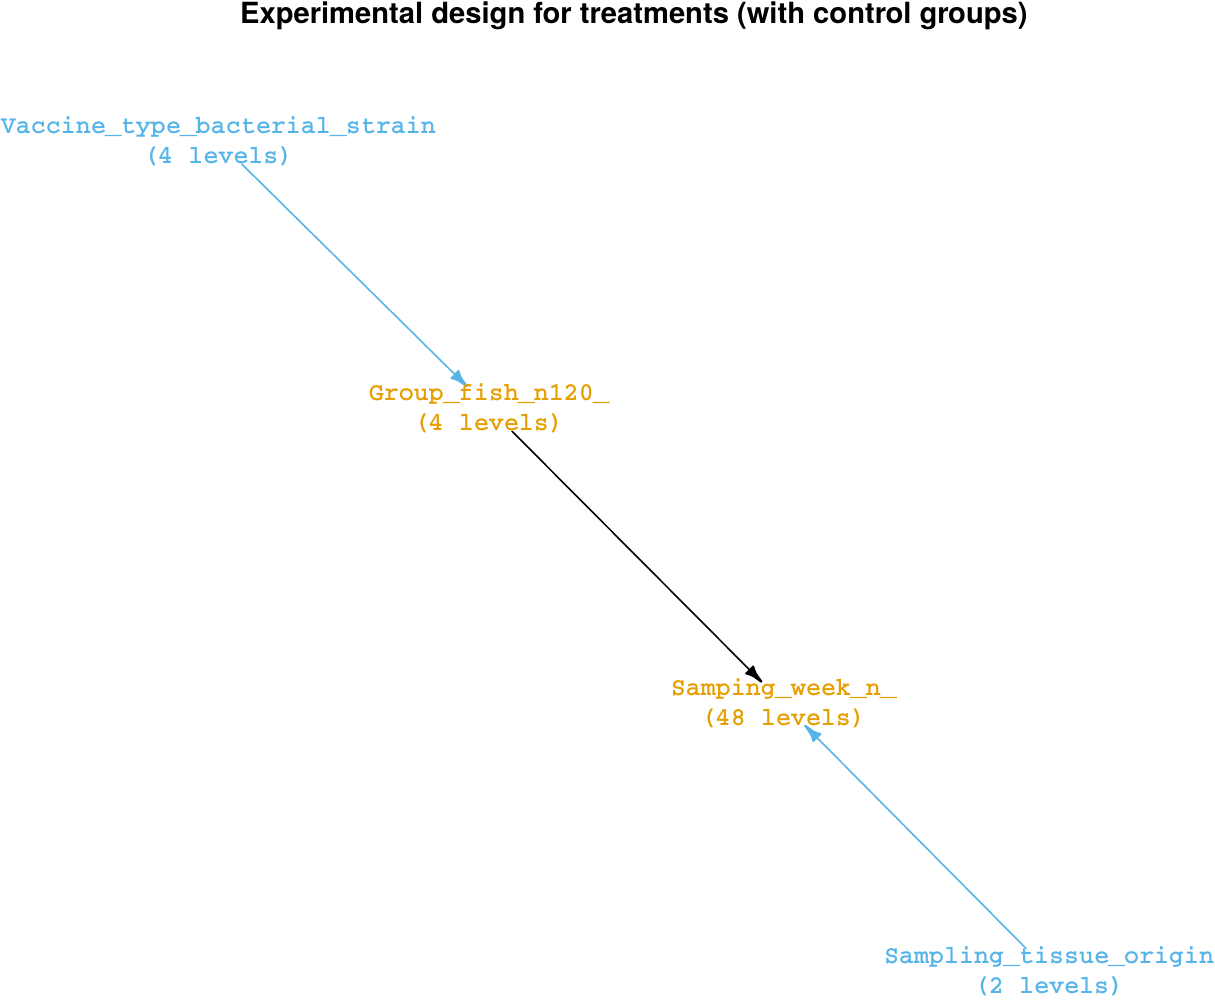 Experimental design for treatments (with control groups)
Vaccine_type_bacterial_strain
(4 levels)
Group_fish_n120_
(4 levels)
Samping_week_n_
(48 levels)
Sampling_tissue_origin
(2 levels)